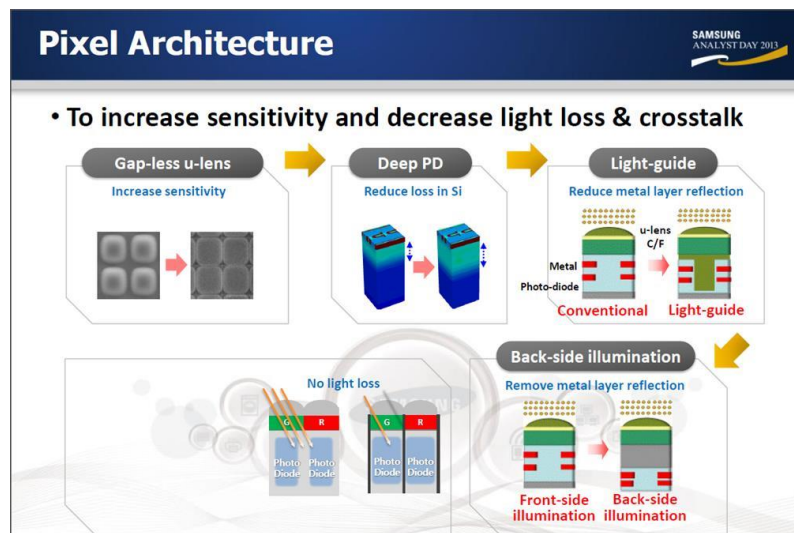 Pixel Architecture
SAMSUNG
ANALYST DAY 2013
• To increase sensitivity and decrease light loss & crosstalk
Gap-less u-lens
Deep PD
Light-guide
Increase sensitivity
Reduce loss in Si
Reduce metal layer reflection
u-lens
C/F
Metal
Photo-diode
Conventional
Light-guide
Back-side illumination
No light loss
Remove metal layer reflection
G
R
G
R
Photo
Diode
Photo
Diode
Photo
Diode
Photo
Diode
Front-side
illumination
Back-side
illumination